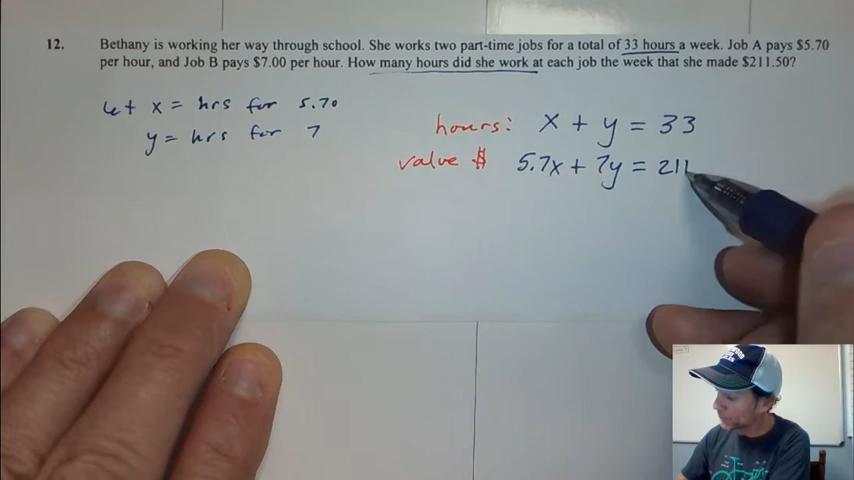 12. Bethany is working her way through school. She works two part-time jobs for a total of 33 hours a week. Job A pays $5.70
per hour, and Job B pays $7.00 per hour. How many hours did she work at each job the week that she made $211.50?
Let x = hrs for 5.70
y = hrs for 7
hours: x + y = 33
value $ 5.7x + 7y = 211